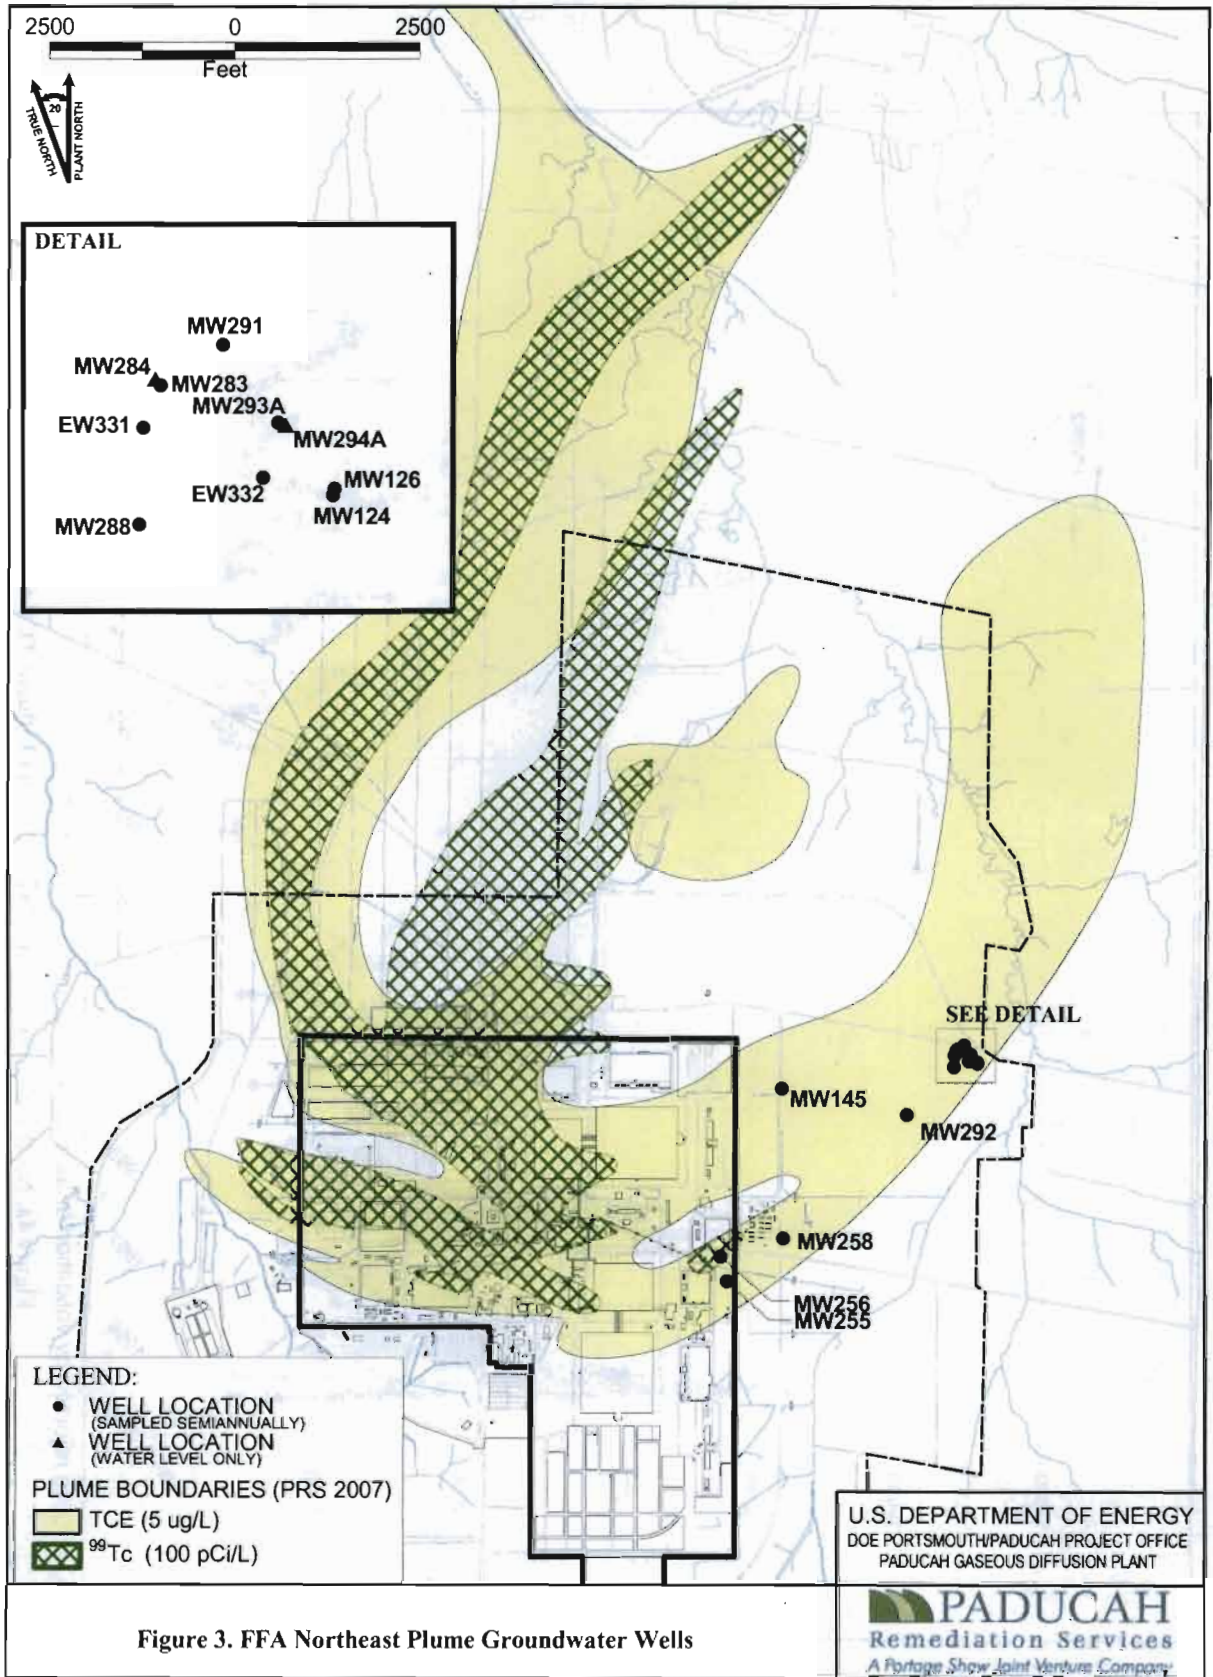 2500 0 2500
Feet
20
TRUE NORTH
PLANT NORTH
DETAIL
MW291
MW284
MW283
MW293A
EW331
MW294A
MW126
EW332
MW124
MW288
SEE DETAIL
MW145
MW292
MW258
MW256
MW255
LEGEND:
WELL LOCATION
(SAMPLED SEMIANNUALLY)
WELL LOCATION
(WATER LEVEL ONLY)
PLUME BOUNDARIES (PRS 2007)
TCE (5 ug/L)
99Tc (100 pCi/L)
U.S. DEPARTMENT OF ENERGY
DOE PORTSMOUTH/PADUCAH PROJECT OFFICE
PADUCAH GASEOUS DIFFUSION PLANT
Figure 3. FFA Northeast Plume Groundwater Wells
PADUCAH
Remediation Services
A Portage Shaw Joint Venture Company